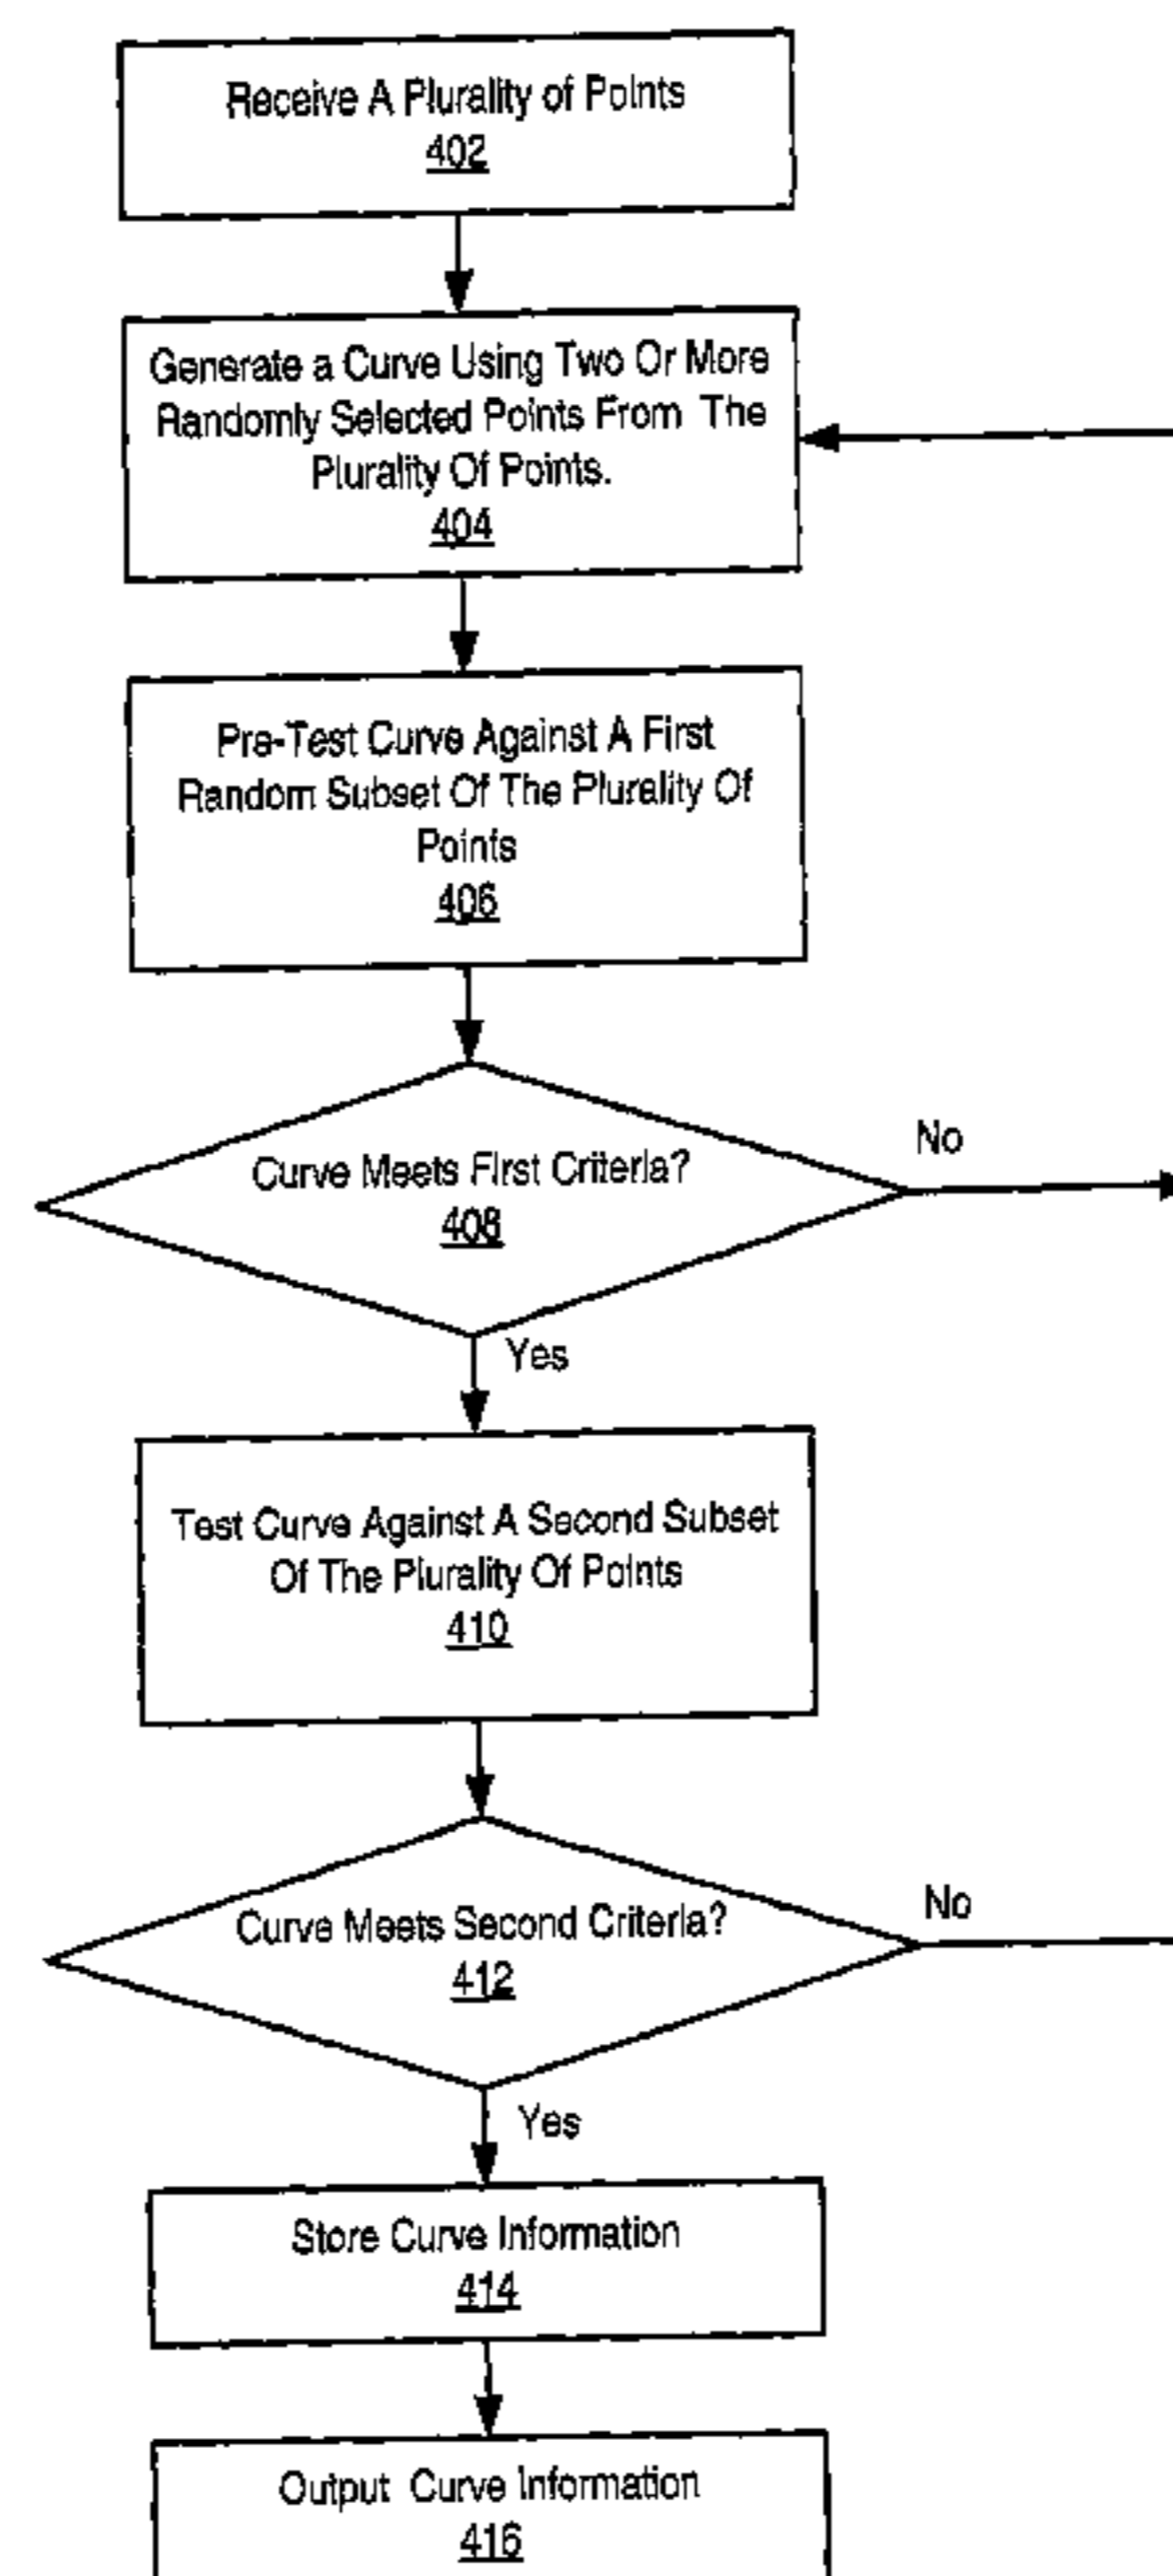 Receive A Plurality of Points
402
Generate a Curve Using Two Or More
Randomly Selected Points From The
Plurality Of Points.
404
Pre-Test Curve Against A First
Random Subset Of The Plurality Of
Points
406
Curve Meets First Criteria?
408
No
Yes
Test Curve Against A Second Subset
Of The Plurality Of Points
410
Curve Meets Second Criteria?
412
No
Yes
Store Curve Information
414
Output Curve Information
416